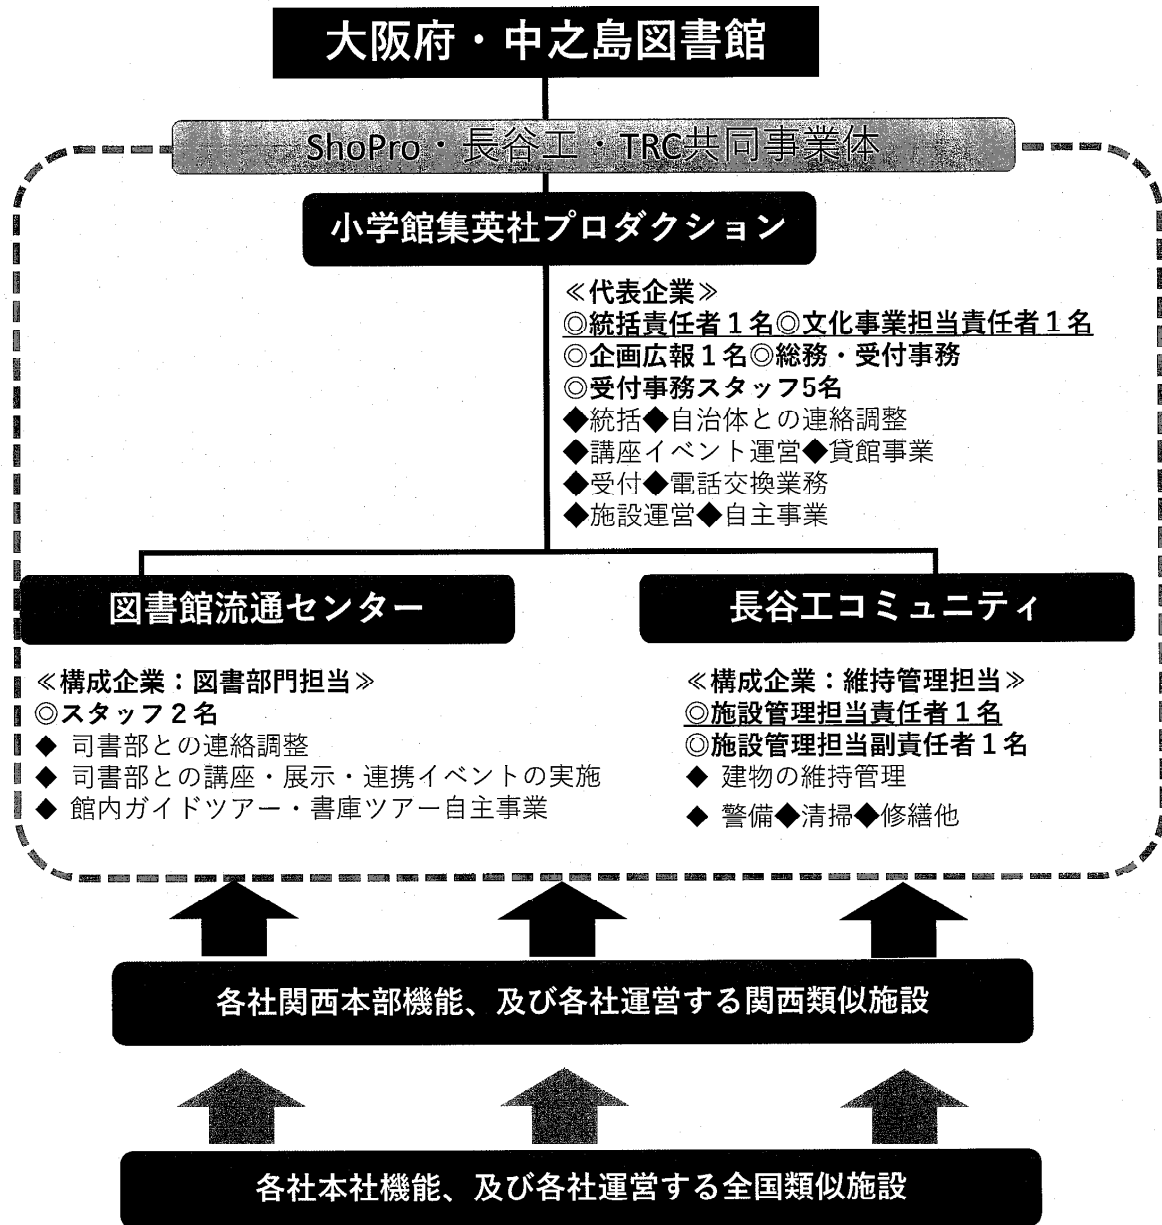 大阪府・中之島図書館
ShoPro・長谷工・TRC共同事業体
小学館集英社プロダクション
≪代表企業≫
◎統括責任者１名◎文化事業担当責任者１名
◎企画広報１名◎総務・受付事務
◎受付事務スタッフ5名
◆統括◆自治体との連絡調整
◆講座イベント運営◆貸館事業
◆受付◆電話交換業務
◆施設運営◆自主事業
図書館流通センター
≪構成企業：図書部門担当≫
◎スタッフ２名
◆ 司書部との連絡調整
◆ 司書部との講座・展示・連携イベントの実施
◆ 館内ガイドツアー・書庫ツアー自主事業
長谷工コミュニティ
≪構成企業：維持管理担当≫
◎施設管理担当責任者１名
◎施設管理担当副責任者１名
◆ 建物の維持管理
◆ 警備◆清掃◆修繕他
各社関西本部機能、及び各社運営する関西類似施設
各社本社機能、及び各社運営する全国類似施設